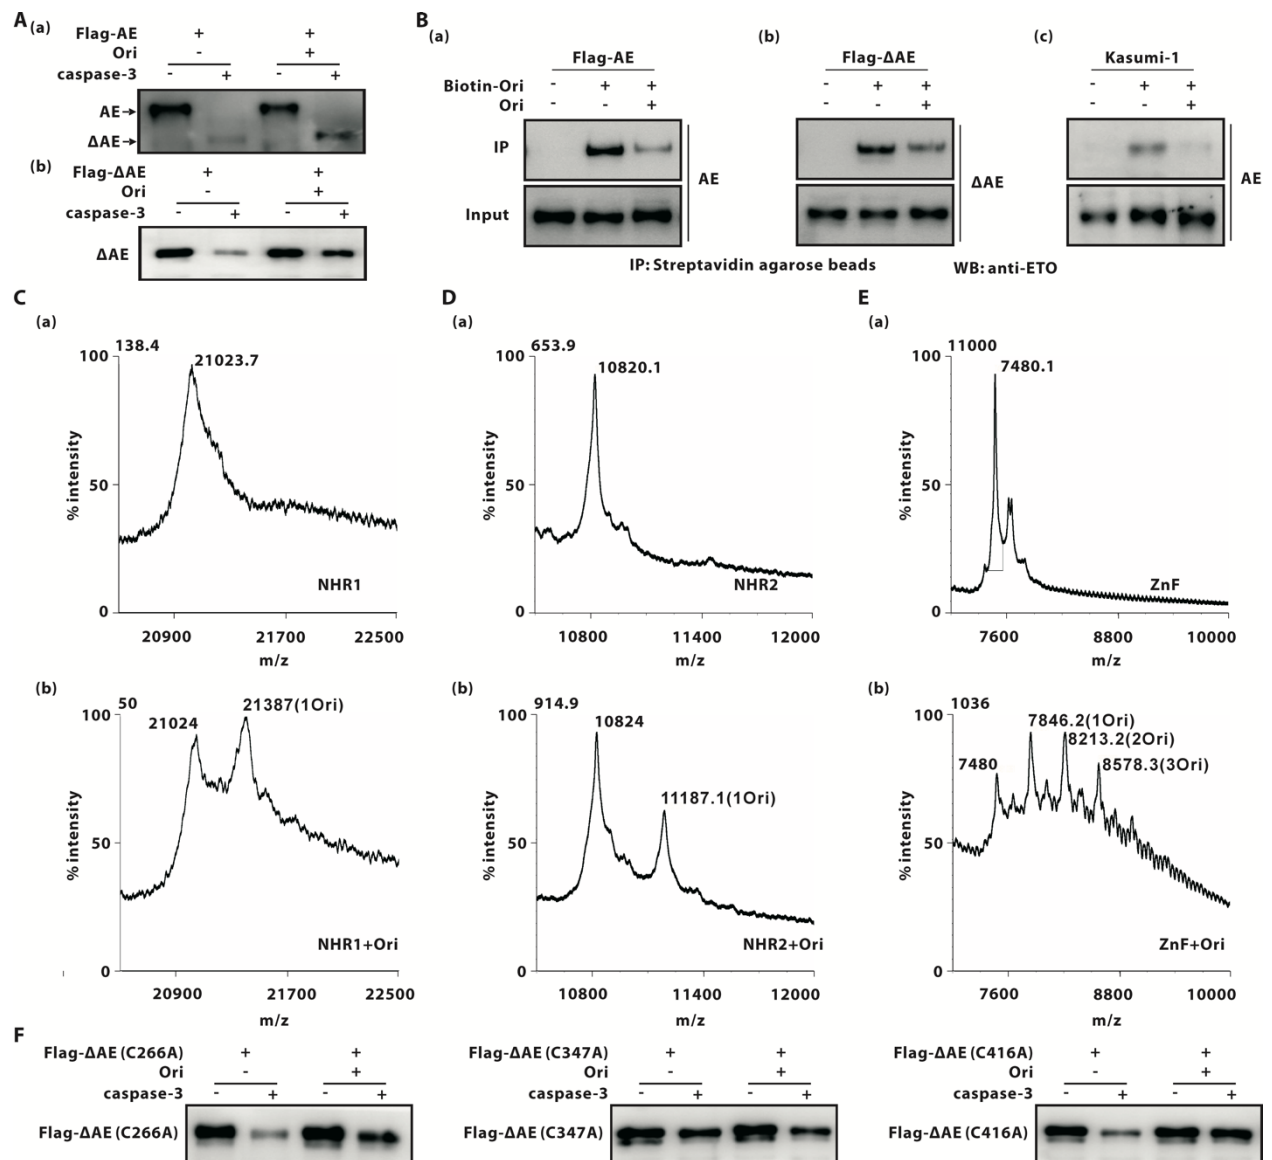 A
(a)
Flag-AE + +
Ori - +
caspase-3 - + - +
AE→
ΔAE→
(b)
Flag-ΔAE + +
Ori - +
caspase-3 - + - +
ΔAE
B
(a)
Flag-AE
Biotin-Ori - + +
Ori - - +
IP
Input
AE
(b)
Flag-ΔAE
- + +
- - +
ΔAE
(c)
Kasumi-1
- + +
- - +
AE
IP: Streptavidin agarose beads
WB: anti-ETO
C
(a)
138.4
21023.7
100
50
0
% intensity
NHR1
20900 21700 22500
m/z
(b)
50
21024
21387(1Ori)
100
50
0
% intensity
NHR1+Ori
20900 21700 22500
m/z
D
(a)
653.9
10820.1
100
50
0
% intensity
NHR2
10800 11400 12000
m/z
(b)
914.9
10824
11187.1(1Ori)
100
50
0
% intensity
NHR2+Ori
10800 11400 12000
m/z
E
(a)
11000
7480.1
100
50
0
% intensity
ZnF
7600 8800 10000
m/z
(b)
1036
7846.2(1Ori)
8213.2(2Ori)
7480
8578.3(3Ori)
100
50
0
% intensity
ZnF+Ori
7600 8800 10000
m/z
F
Flag-ΔAE (C266A) + +
Ori - +
caspase-3 - + - +
Flag-ΔAE (C266A)
Flag-ΔAE (C347A) + +
Ori - +
caspase-3 - + - +
Flag-ΔAE (C347A)
Flag-ΔAE (C416A) + +
Ori - +
caspase-3 - + - +
Flag-ΔAE (C416A)